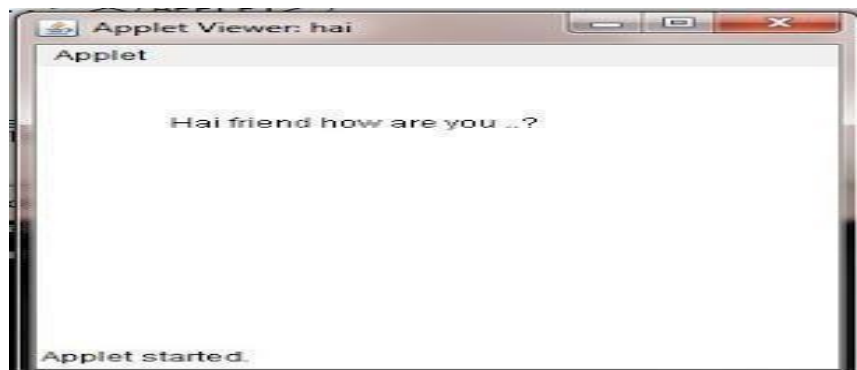 Applet Viewer: hai
Applet
Hai friend how are you ..?
Applet started.